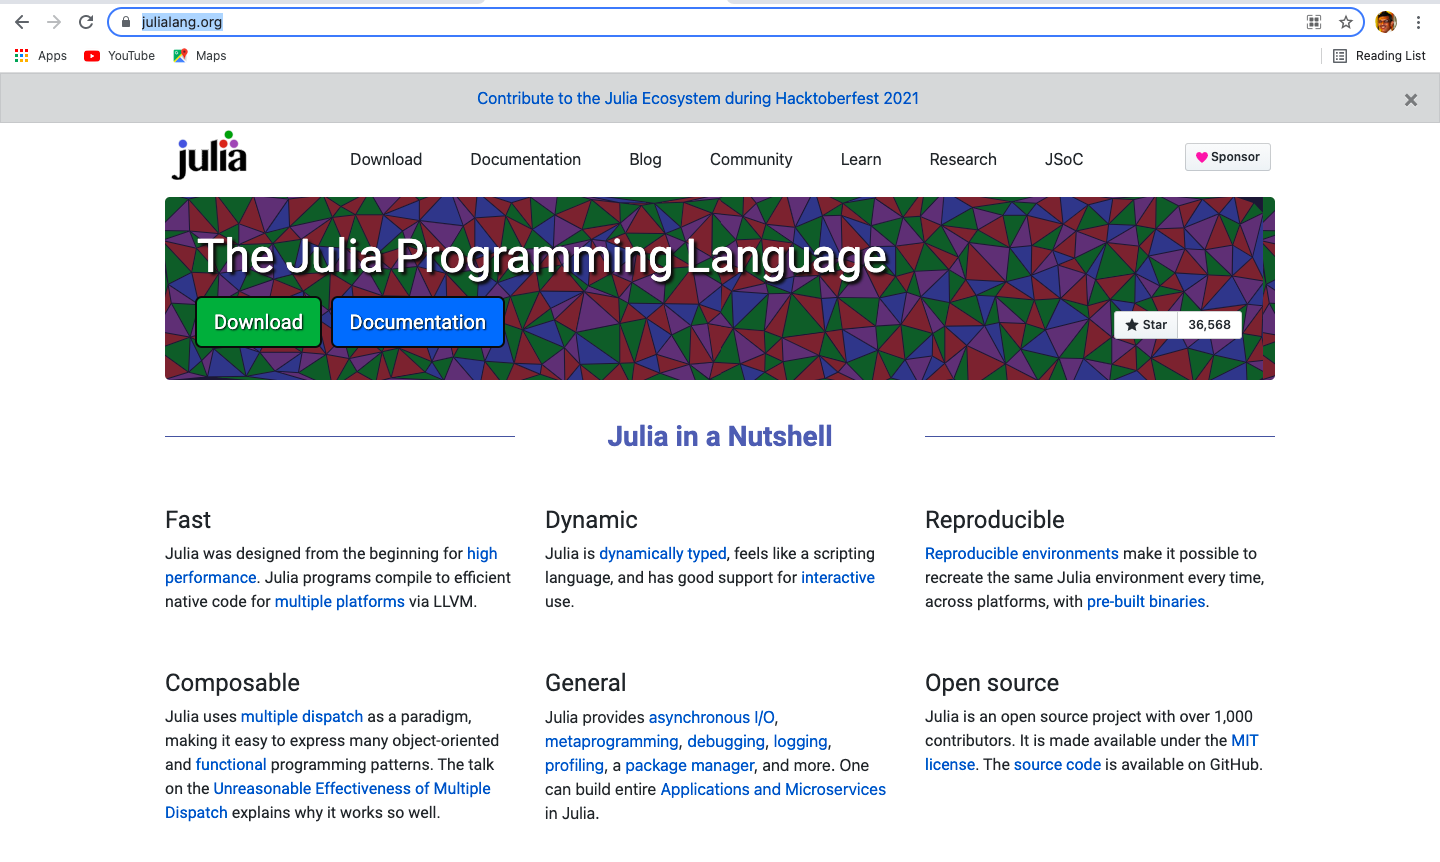 julialang.org
Apps YouTube Maps Reading List
Contribute to the Julia Ecosystem during Hacktoberfest 2021
julia Download Documentation Blog Community Learn Research JSoC Sponsor
The Julia Programming Language
Download Documentation
Star 36,568
Julia in a Nutshell
Fast
Julia was designed from the beginning for high
performance. Julia programs compile to efficient
native code for multiple platforms via LLVM.
Dynamic
Julia is dynamically typed, feels like a scripting
language, and has good support for interactive
use.
Reproducible
Reproducible environments make it possible to
recreate the same Julia environment every time,
across platforms, with pre-built binaries.
Composable
Julia uses multiple dispatch as a paradigm,
making it easy to express many object-oriented
and functional programming patterns. The talk
on the Unreasonable Effectiveness of Multiple
Dispatch explains why it works so well.
General
Julia provides asynchronous I/O,
metaprogramming, debugging, logging,
profiling, a package manager, and more. One
can build entire Applications and Microservices
in Julia.
Open source
Julia is an open source project with over 1,000
contributors. It is made available under the MIT
license. The source code is available on GitHub.